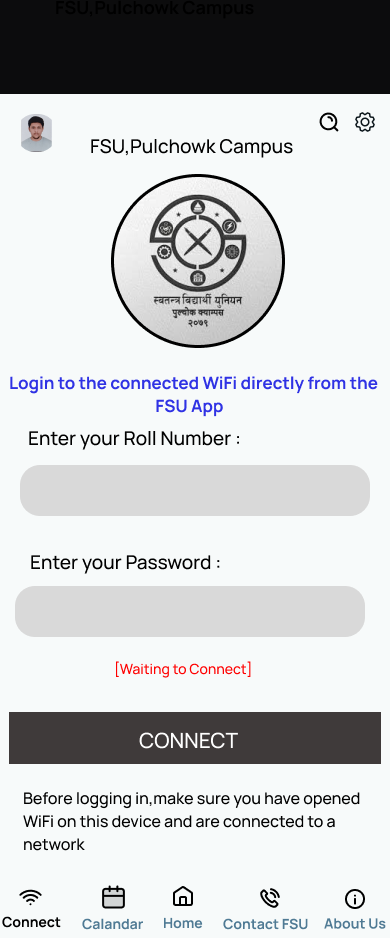 FSU,Pulchowk Campus
FSU,Pulchowk Campus
स्वतन्त्र विद्यार्थी युनियन
पुल्चोक क्याम्पस
२०७९
Login to the connected WiFi directly from the
FSU App
Enter your Roll Number :
Enter your Password :
[Waiting to Connect]
CONNECT
Before logging in,make sure you have opened
WiFi on this device and are connected to a
network
Connect
Calandar
Home
Contact FSU
About Us